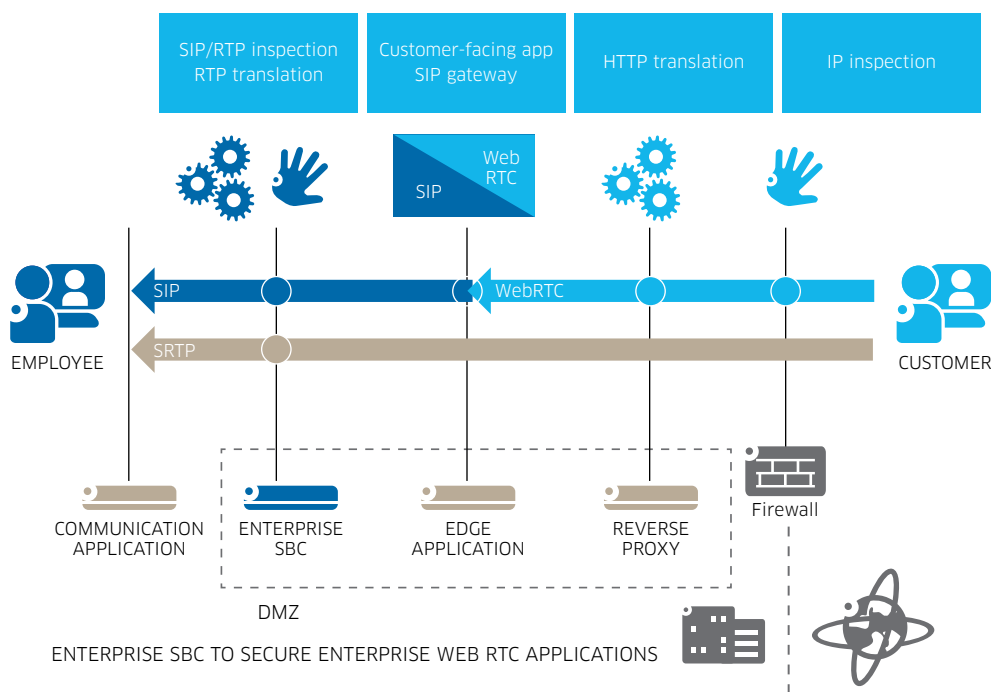 SIP/RTP inspection
RTP translation
Customer-facing app
SIP gateway
HTTP translation
IP inspection
Web
RTC
SIP
SIP
WebRTC
SRTP
EMPLOYEE
CUSTOMER
COMMUNICATION
APPLICATION
ENTERPRISE
SBC
EDGE
APPLICATION
REVERSE
PROXY
Firewall
DMZ
ENTERPRISE SBC TO SECURE ENTERPRISE WEB RTC APPLICATIONS